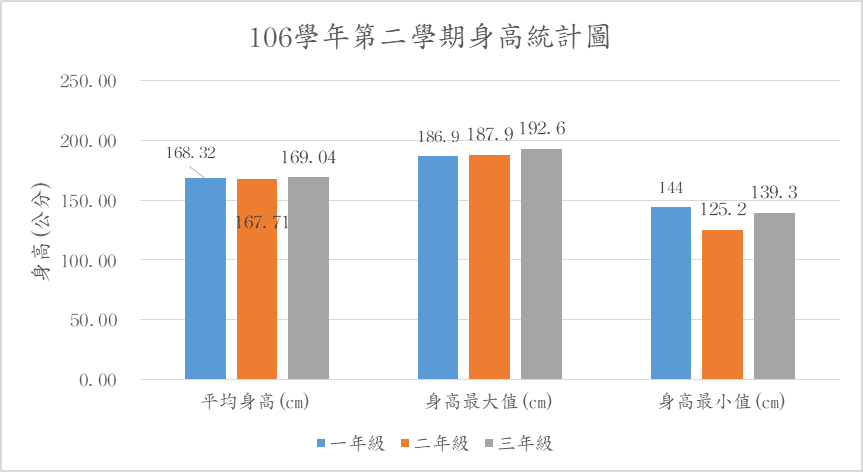 106學年第二學期身高統計圖
身高(公分)
250.00
200.00
150.00
100.00
50.00
0.00
168.32
167.71
169.04
186.9
187.9
192.6
144
125.2
139.3
平均身高(cm)
身高最大值(cm)
身高最小值(cm)
一年級 二年級 三年級